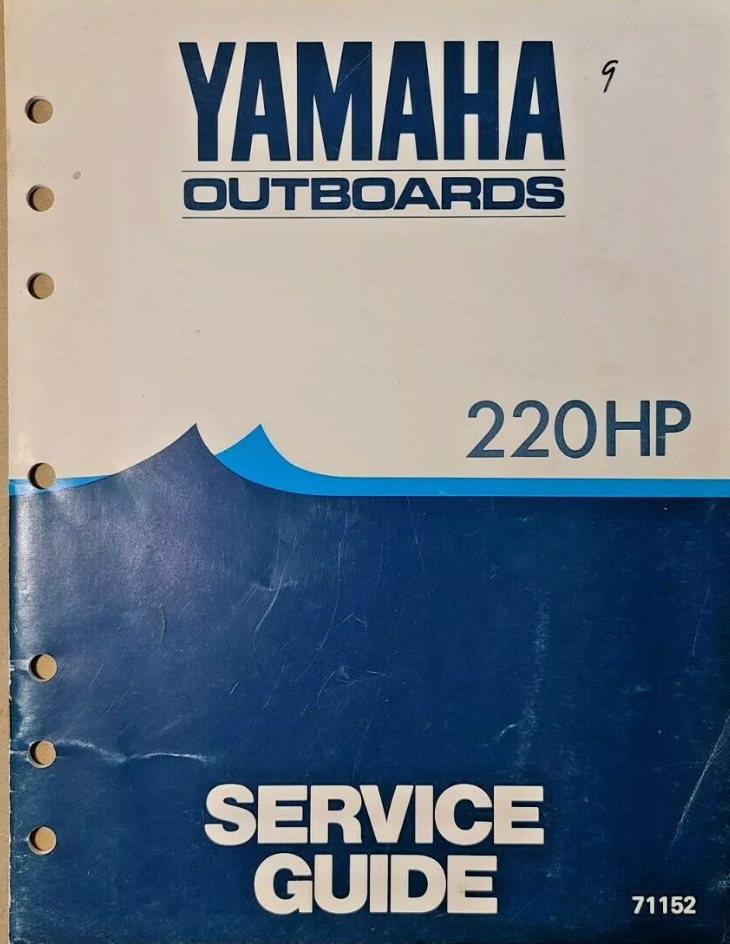 YAMAHA
9
OUTBOARDS
220HP
SERVICE
GUIDE
71152